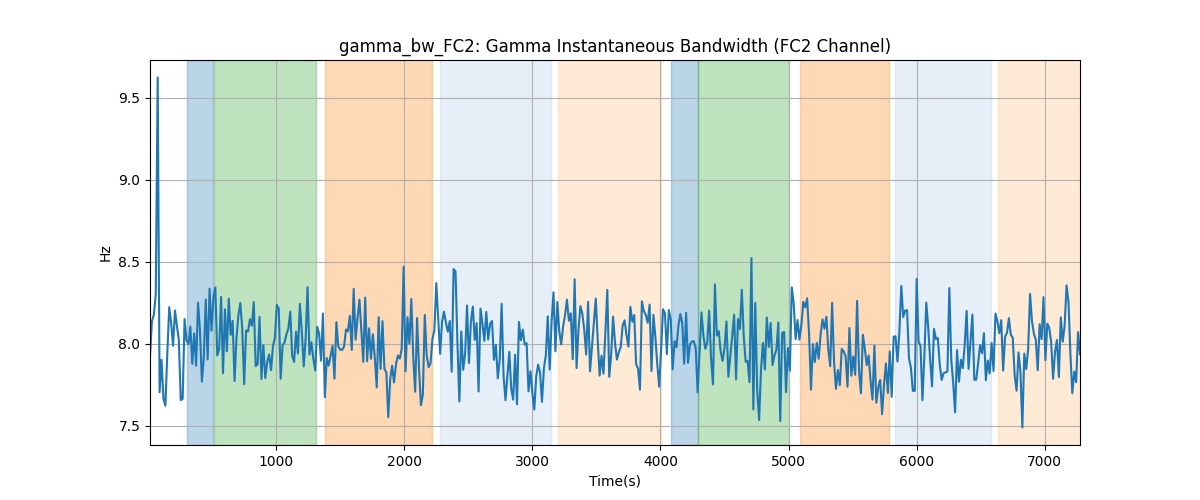 gamma_bw_FC2: Gamma Instantaneous Bandwidth (FC2 Channel)
Hz
9.5
9.0
8.5
8.0
7.5
1000 2000 3000 4000 5000 6000 7000
Time(s)